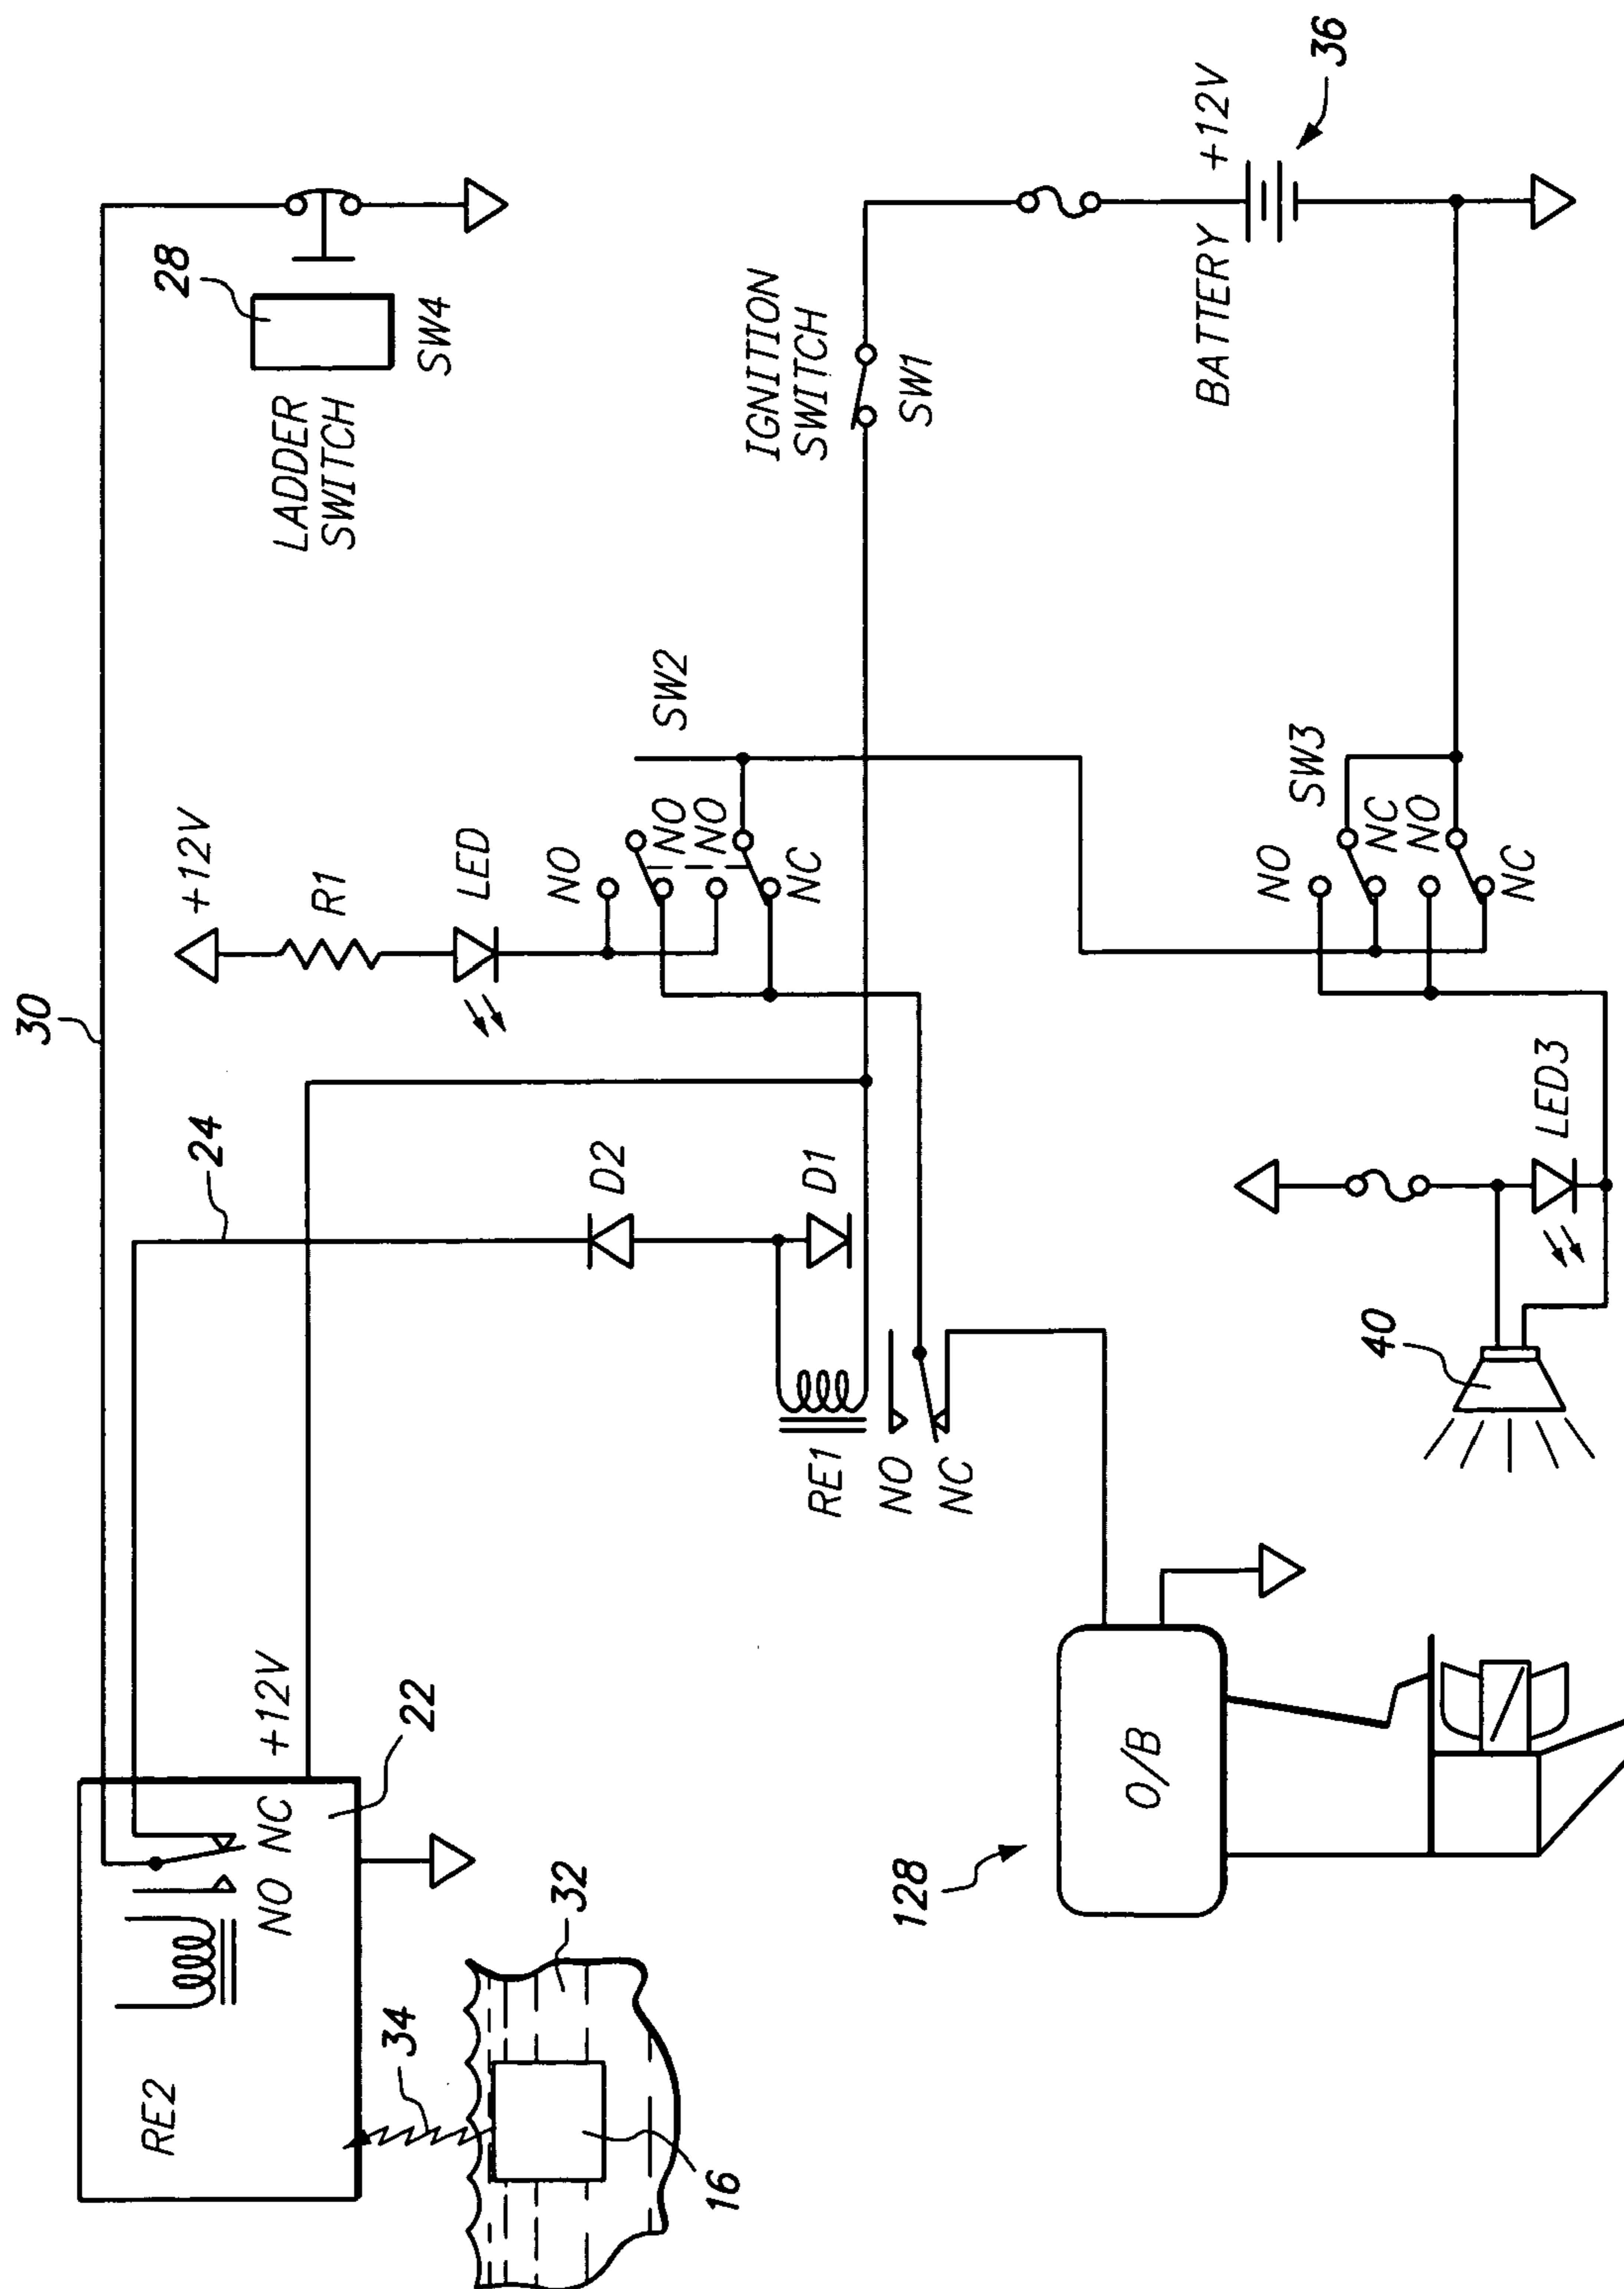 30
RE2
NO NC
+12V
22
34
32
16
24
+12V
R1
LED
28
LADDER
SWITCH
SW4
D2
D1
NO
NO
NO
NC
SW2
IGNITION
SWITCH
SW1
RE1
NO
NC
128
O/B
BATTERY +12V
36
NO
NC
NO
NC
SW3
40
LED3